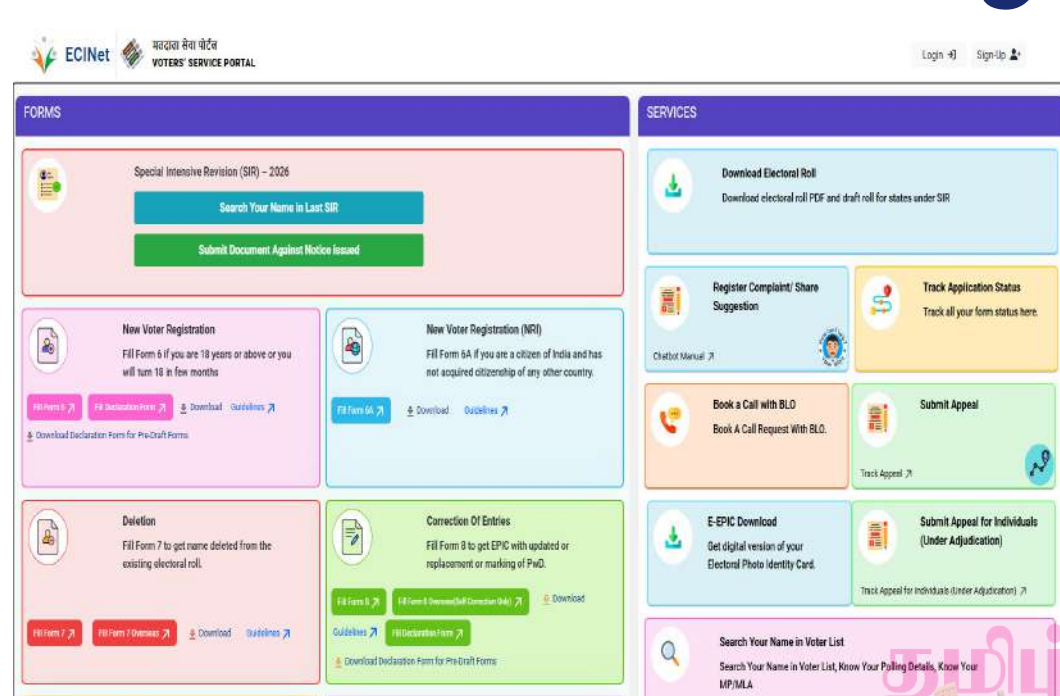 ECINet
मतदाता सेवा पोर्टल
VOTERS' SERVICE PORTAL
Login
Sign-Up
FORMS
Special Intensive Revision (SIR) – 2026
Search Your Name in Last SIR
Submit Document Against Notice issued
New Voter Registration
Fill Form 6 if you are 18 years or above or you
will turn 18 in few months
Fill Form 6
Fill Declaration Form
Download
Guidelines
Download Declaration Form for Pre-Draft Forms
New Voter Registration (NRI)
Fill Form 6A if you are a citizen of India and has
not acquired citizenship of any other country.
Fill Form 6A
Download
Guidelines
Deletion
Fill Form 7 to get name deleted from the
existing electoral roll.
Fill Form 7
Fill Form 7 Overseas
Download
Guidelines
Correction Of Entries
Fill Form 8 to get EPIC with updated or
replacement or marking of PwD.
Fill Form 8
Fill Form 8 Overseas(Self Correction Only)
Download
Guidelines
Fill Declaration Form
Download Declaration Form for Pre-Draft Forms
SERVICES
Download Electoral Roll
Download electoral roll PDF and draft roll for states under SIR
Register Complaint/ Share
Suggestion
Chatbot Manual
Track Application Status
Track all your form status here.
Book a Call with BLO
Book A Call Request With BLO.
Submit Appeal
Track Appeal
E-EPIC Download
Get digital version of your
Electoral Photo Identity Card.
Submit Appeal for Individuals
(Under Adjudication)
Track Appeal for Individuals (Under Adjudication)
Search Your Name in Voter List
Search Your Name in Voter List, Know Your Polling Details, Know Your
MP/MLA